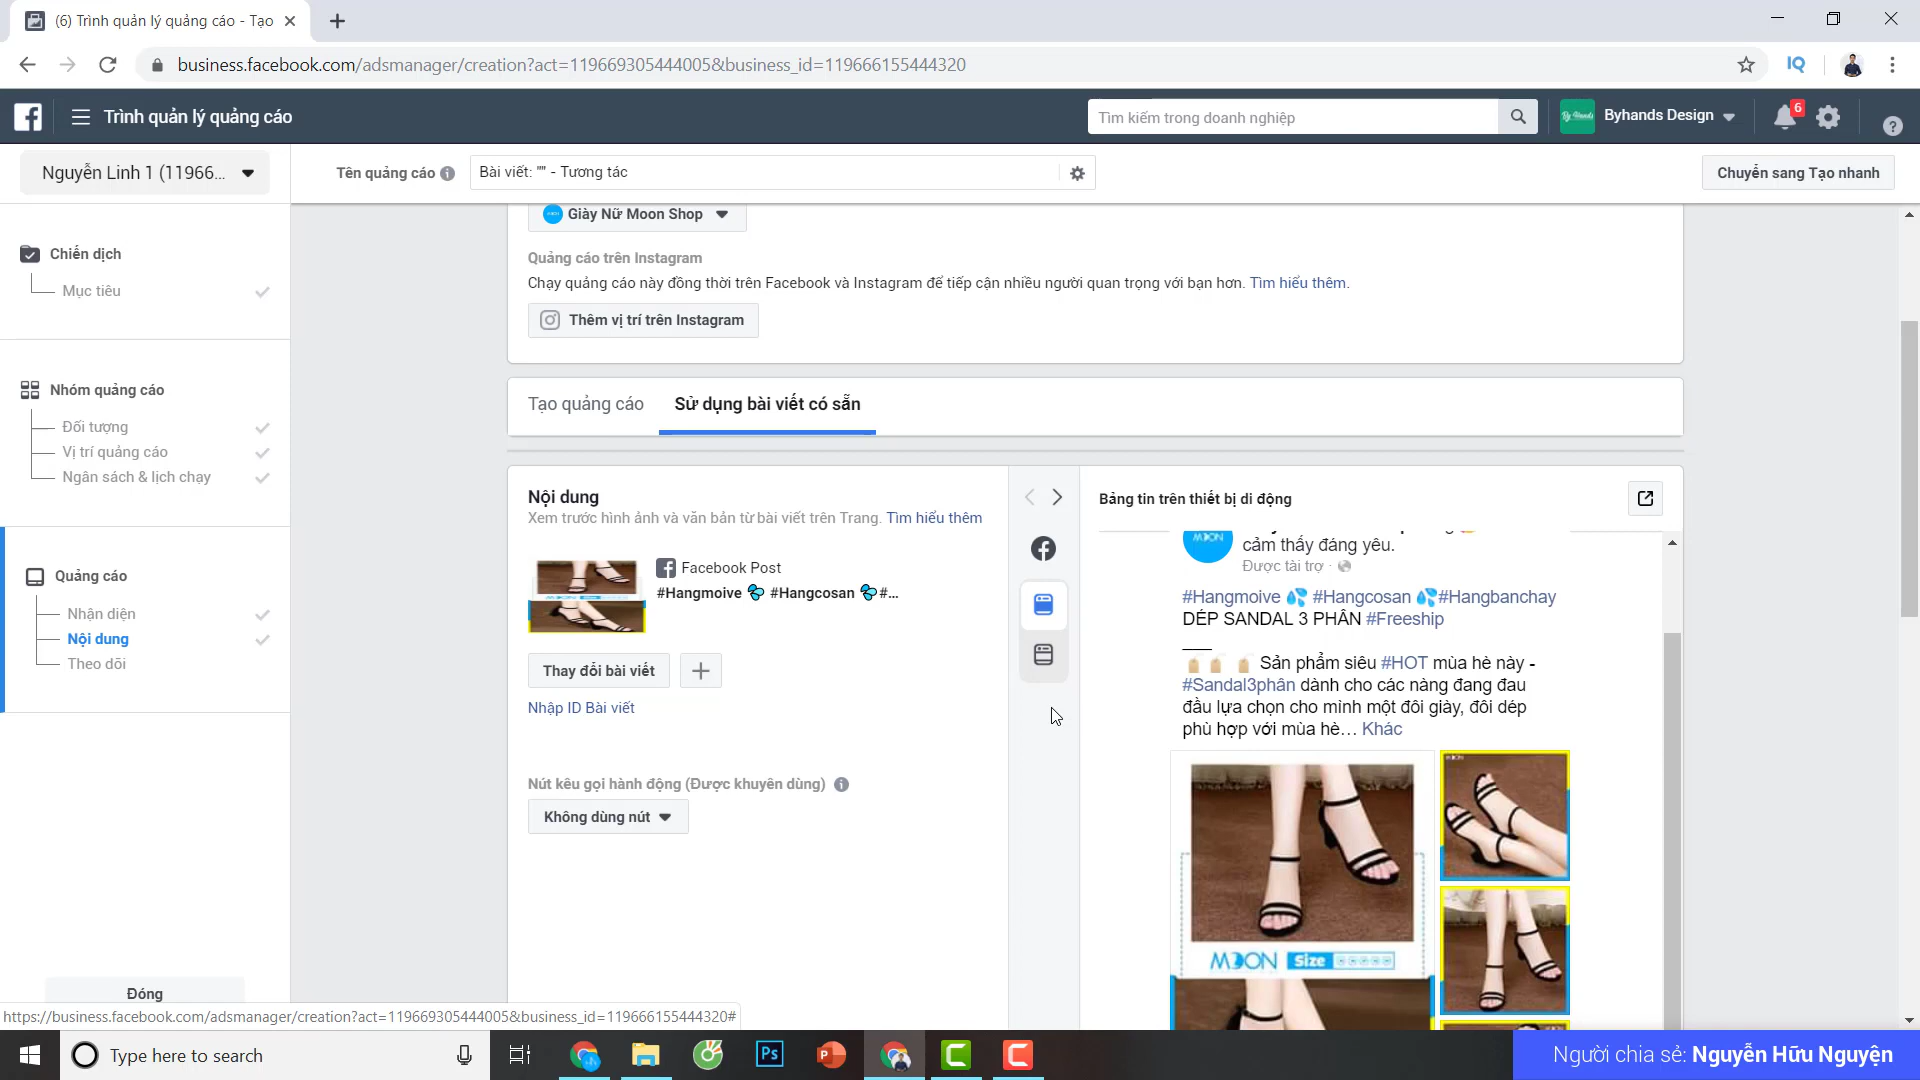 (6) Trình quản lý quảng cáo - Tạo
business.facebook.com/adsmanager/creation?act=119669305444005&business_id=119666155444320
IQ
Trình quản lý quảng cáo
Tìm kiếm trong doanh nghiệp
By Hands
Byhands Design
6
Nguyễn Linh 1 (11966...
Tên quảng cáo
Bài viết: "" - Tương tác
Chuyển sang Tạo nhanh
Chiến dịch
Mục tiêu
Nhóm quảng cáo
Đối tượng
Vị trí quảng cáo
Ngân sách & lịch chạy
Quảng cáo
Nhận diện
Nội dung
Theo dõi
Đóng
Giày Nữ Moon Shop
Quảng cáo trên Instagram
Chạy quảng cáo này đồng thời trên Facebook và Instagram để tiếp cận nhiều người quan trọng với bạn hơn. Tìm hiểu thêm.
Thêm vị trí trên Instagram
Tạo quảng cáo
Sử dụng bài viết có sẵn
Nội dung
Xem trước hình ảnh và văn bản từ bài viết trên Trang. Tìm hiểu thêm
Facebook Post
#Hangmoive 💦 #Hangcosan 💦#...
Thay đổi bài viết
Nhập ID Bài viết
Nút kêu gọi hành động (Được khuyên dùng)
Không dùng nút
Bảng tin trên thiết bị di động
MOON
cảm thấy đáng yêu.
Được tài trợ ·
#Hangmoive 💦 #Hangcosan 💦#Hangbanchay
DÉP SANDAL 3 PHÂN #Freeship
___
🏷 🏷 🏷 Sản phẩm siêu #HOT mùa hè này -
#Sandal3phân dành cho các nàng đang đau
đầu lựa chọn cho mình một đôi giày, đôi dép
phù hợp với mùa hè... Khác
MOON Size
https://business.facebook.com/adsmanager/creation?act=119669305444005&business_id=119666155444320#
Type here to search
Ps
Người chia sẻ: Nguyễn Hữu Nguyện